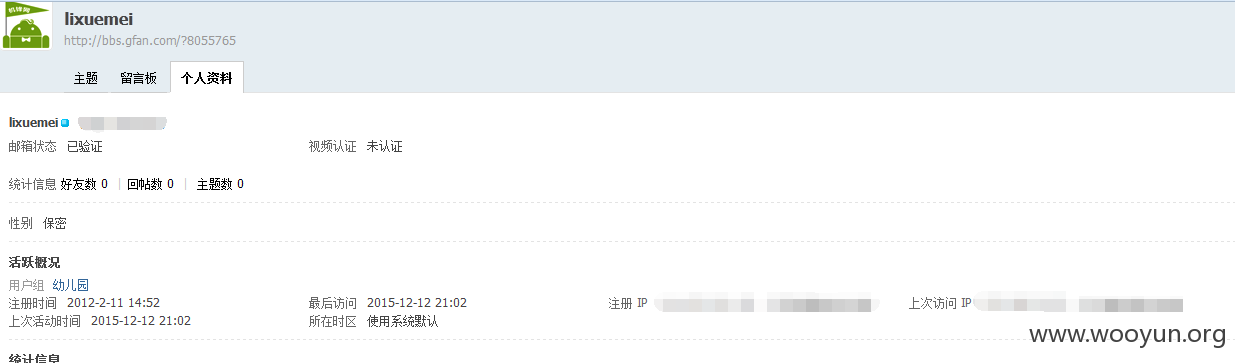 机锋网
lixuemei
http://bbs.gfan.com/?8055765
主题 留言板 个人资料
lixuemei
邮箱状态 已验证 视频认证 未认证
统计信息 好友数 0 回帖数 0 主题数 0
性别 保密
活跃概况
用户组 幼儿园
注册时间 2012-2-11 14:52 最后访问 2015-12-12 21:02 注册 IP 上次访问 IP
上次活动时间 2015-12-12 21:02 所在时区 使用系统默认
www.wooyun.org
统计信息